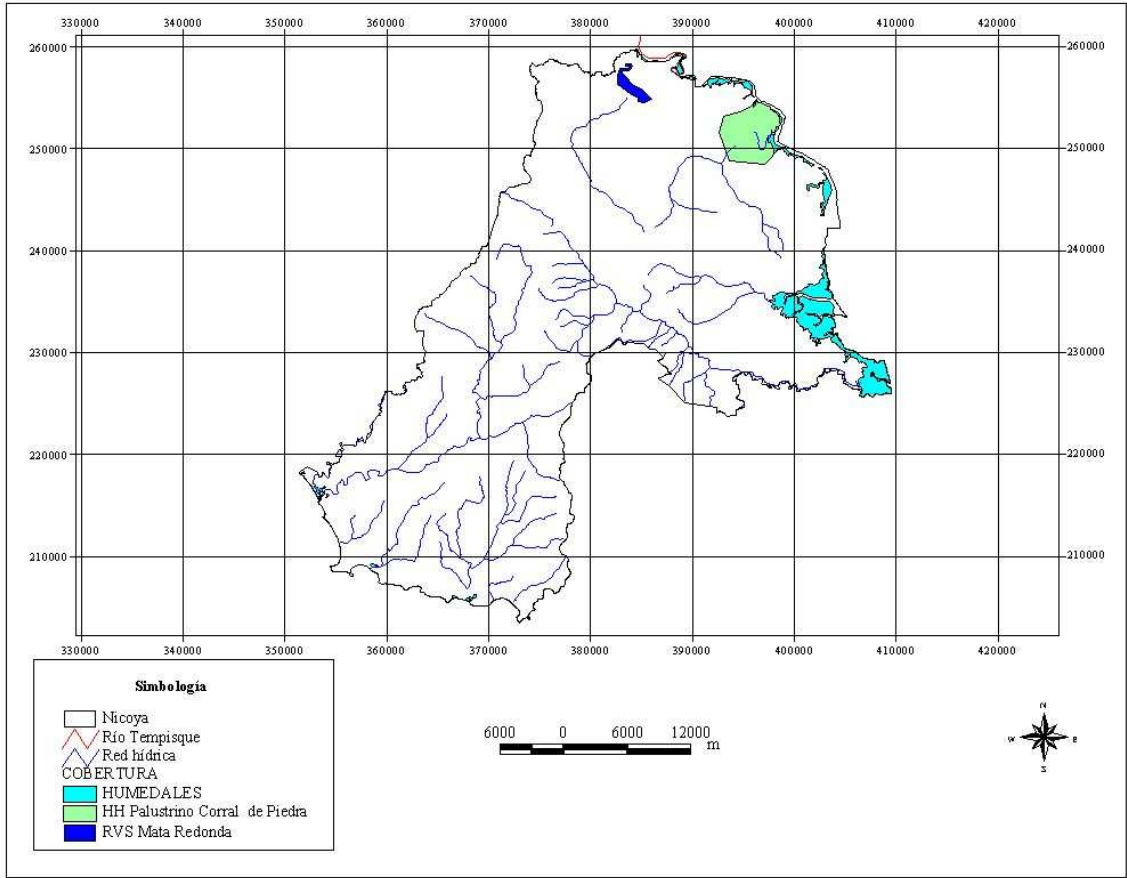 330000 340000 350000 360000 370000 380000 390000 400000 410000 420000
260000 260000
250000 250000
240000 240000
230000 230000
220000 220000
210000 210000
330000 340000 350000 360000 370000 380000 390000 400000 410000 420000
Simbología
Nicoya
Río Tempisque
Red hídrica
COBERTURA
HUMEDALES
HH Palustrino Corral de Piedra
RVS Mata Redonda
6000 0 6000 12000 m
N
W E
S